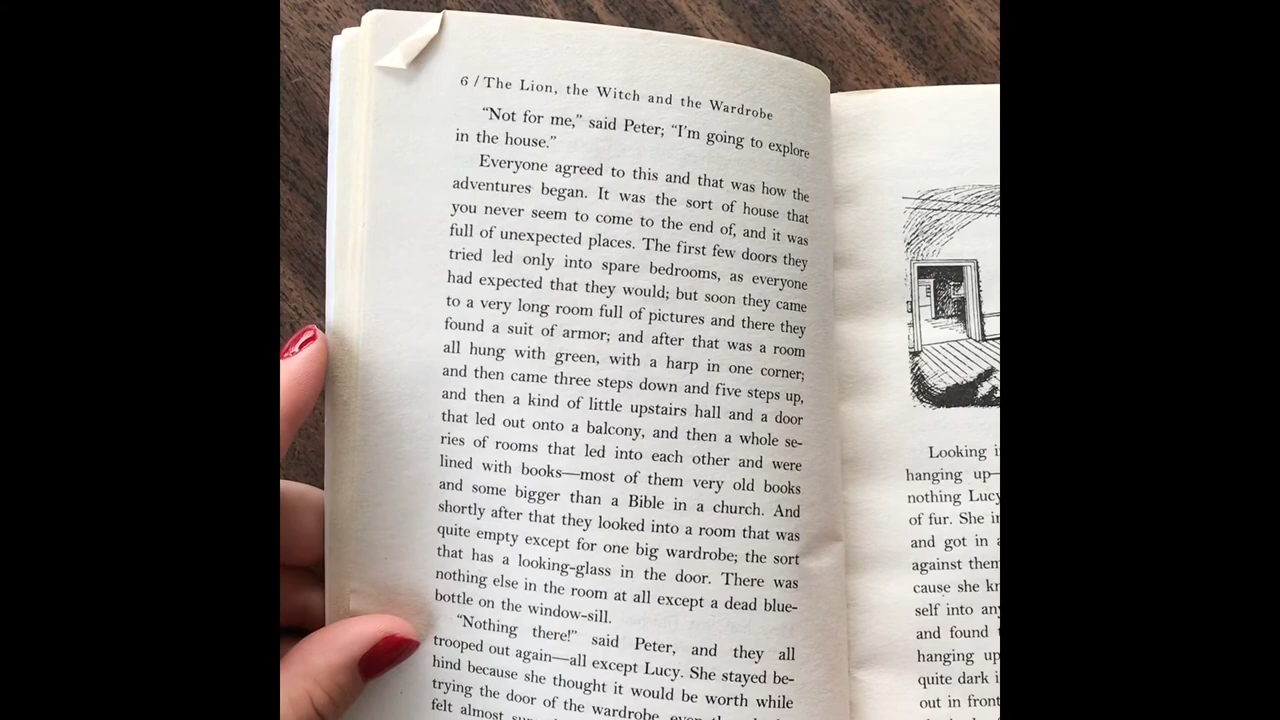 6 / The Lion, the Witch and the Wardrobe
“Not for me,” said Peter; “I'm going to explore
in the house.”
Everyone agreed to this and that was how the
adventures began. It was the sort of house that
you never seem to come to the end of, and it was
full of unexpected places. The first few doors they
tried led only into spare bedrooms, as everyone
had expected that they would; but soon they came
to a very long room full of pictures and there they
found a suit of armor; and after that was a room
all hung with green, with a harp in one corner;
and then came three steps down and five steps up,
and then a kind of little upstairs hall and a door
that led out onto a balcony, and then a whole se-
ries of rooms that led into each other and were
lined with books—most of them very old books
and some bigger than a Bible in a church. And
shortly after that they looked into a room that was
quite empty except for one big wardrobe; the sort
that has a looking-glass in the door. There was
nothing else in the room at all except a dead blue-
bottle on the window-sill.
“Nothing there!” said Peter, and they all
trooped out again—all except Lucy. She stayed be-
hind because she thought it would be worth while
trying the door of the wardrobe, even
felt almost
Looking
hanging up—
nothing Lucy
of fur. She
and got in
against them
cause she
self into
and found
hanging up
quite dark
out in front